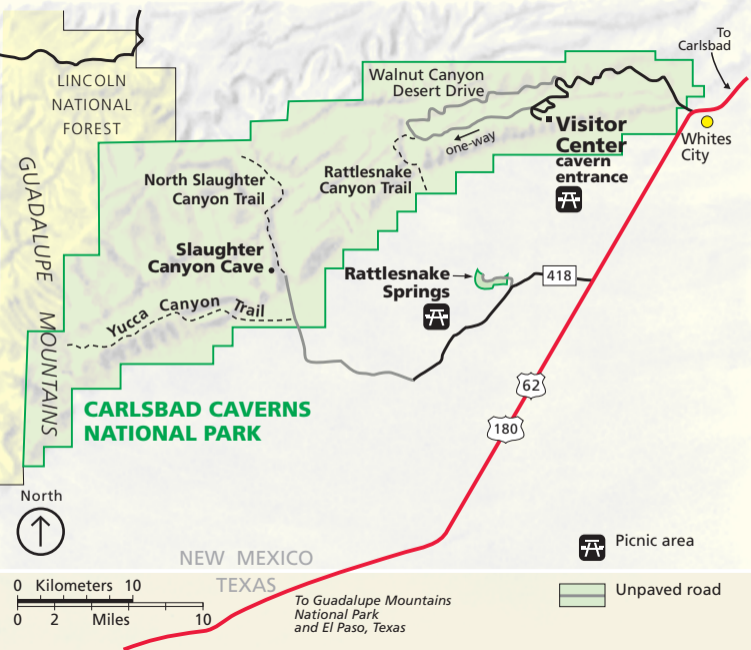 To
Carlsbad
LINCOLN
NATIONAL
FOREST
Walnut Canyon
Desert Drive
one-way
Visitor
Center
cavern
entrance
Whites
City
GUADALUPE MOUNTAINS
North Slaughter
Canyon Trail
Rattlesnake
Canyon Trail
Slaughter
Canyon Cave
Rattlesnake
Springs
418
Yucca Canyon Trail
62
180
CARLSBAD CAVERNS
NATIONAL PARK
North
Picnic area
NEW MEXICO
TEXAS
0 Kilometers 10
0 2 Miles 10
To Guadalupe Mountains
National Park
and El Paso, Texas
Unpaved road